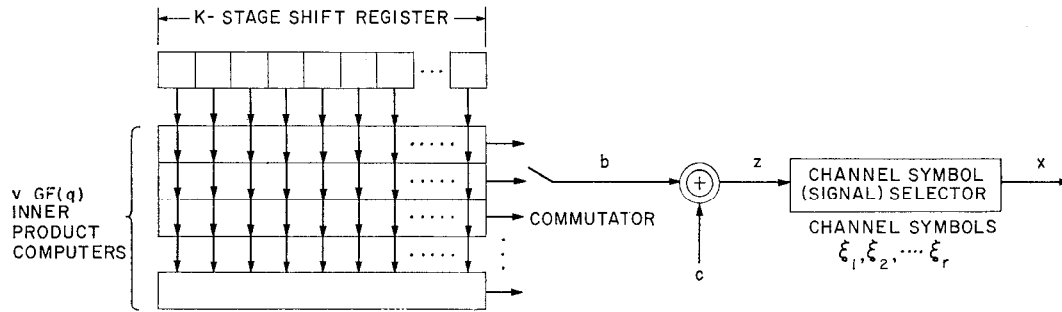 K- STAGE SHIFT REGISTER
...
.....
v GF(q)
INNER
PRODUCT
COMPUTERS
.....
.....
.....
COMMUTATOR
b
+
c
z
CHANNEL SYMBOL
(SIGNAL) SELECTOR
x
CHANNEL SYMBOLS
ξ₁, ξ₂, .... ξᵣ